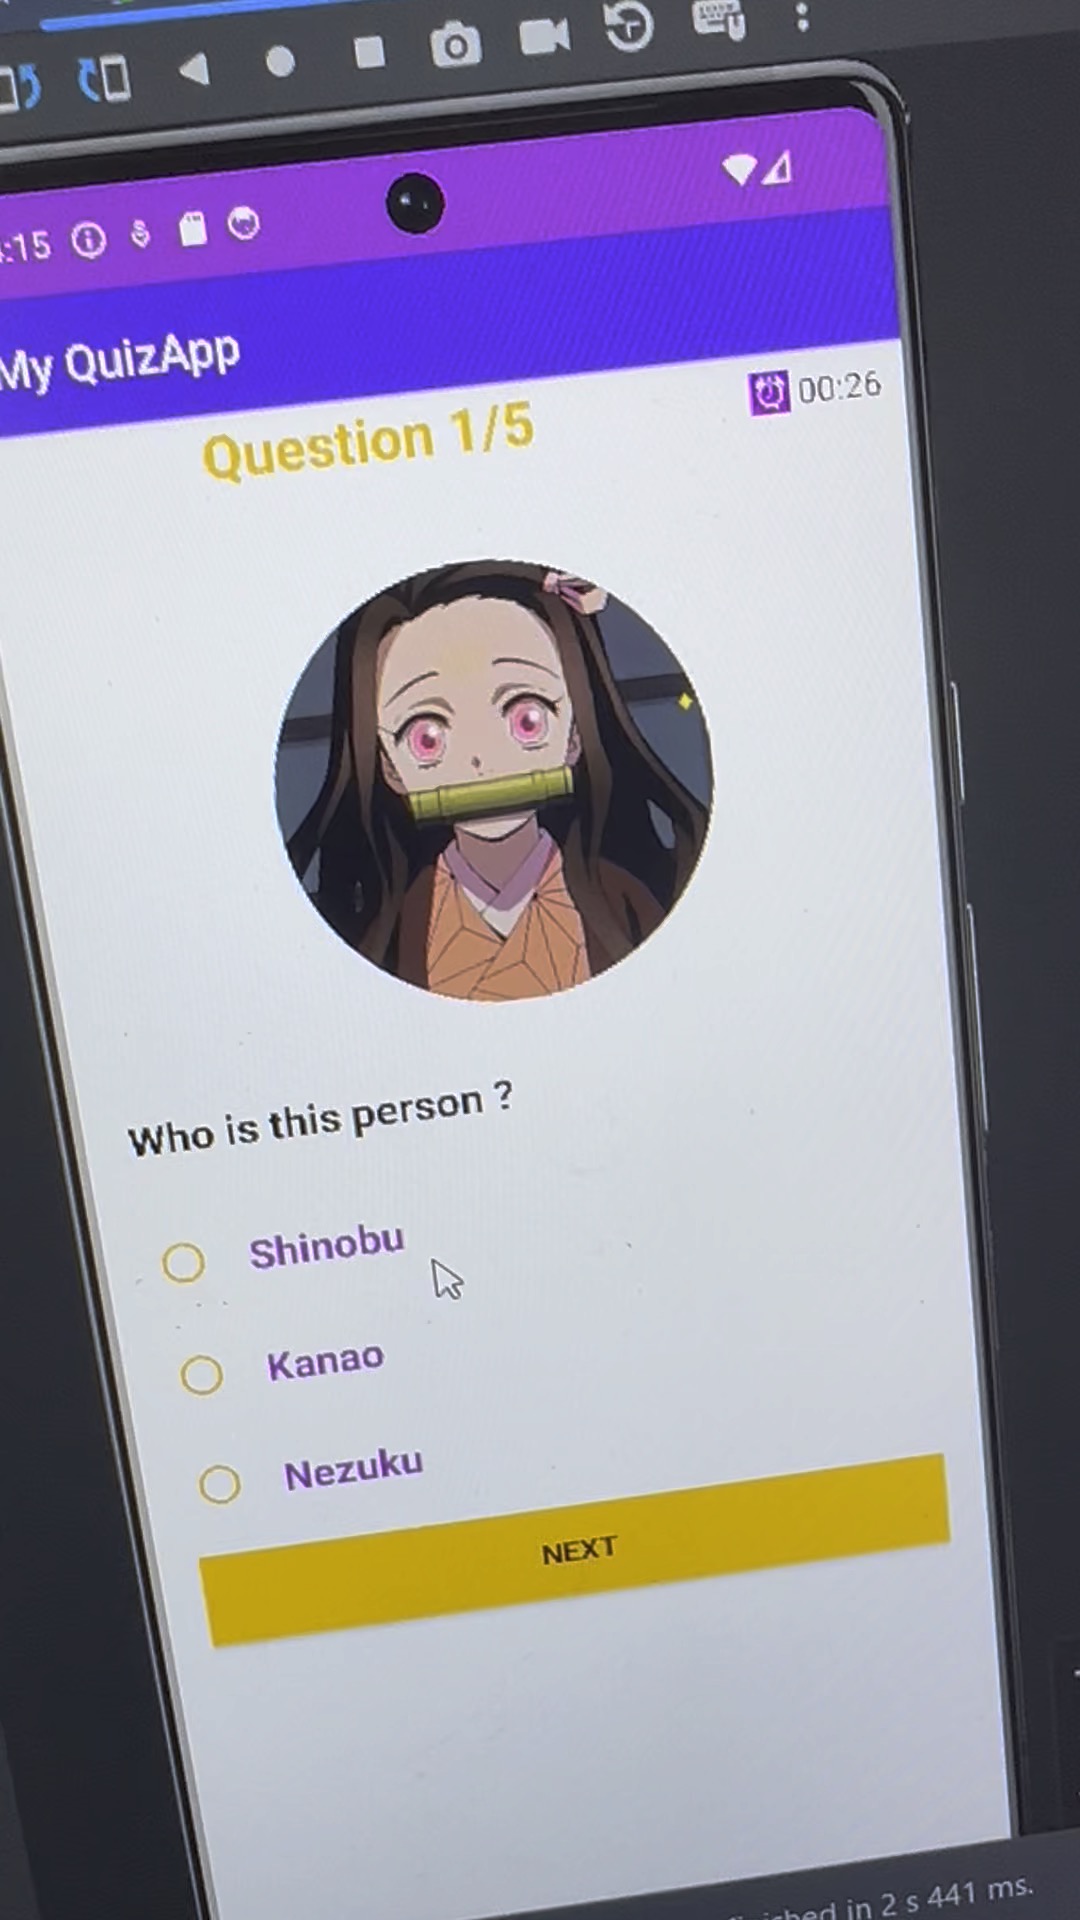 :15
My QuizApp
00:26
Question 1/5
Who is this person ?
Shinobu
Kanao
Nezuku
NEXT
in 2 s 441 ms.